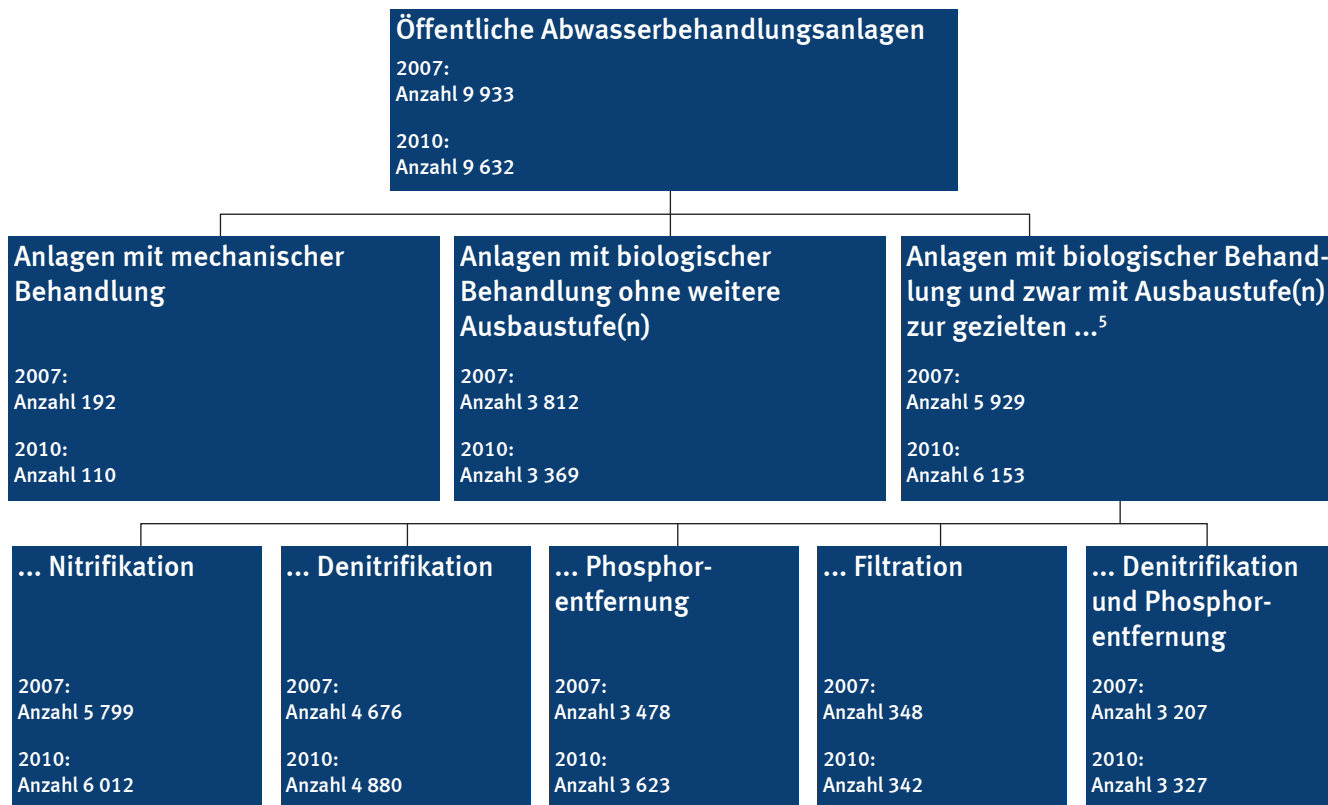 Öffentliche Abwasserbehandlungsanlagen
2007:
Anzahl 9 933
2010:
Anzahl 9 632
Anlagen mit mechanischer
Behandlung
2007:
Anzahl 192
2010:
Anzahl 110
Anlagen mit biologischer
Behandlung ohne weitere
Ausbaustufe(n)
2007:
Anzahl 3 812
2010:
Anzahl 3 369
Anlagen mit biologischer Behand-
lung und zwar mit Ausbaustufe(n)
zur gezielten ...⁵
2007:
Anzahl 5 929
2010:
Anzahl 6 153
... Nitrifikation
2007:
Anzahl 5 799
2010:
Anzahl 6 012
... Denitrifikation
2007:
Anzahl 4 676
2010:
Anzahl 4 880
... Phosphor-
entfernung
2007:
Anzahl 3 478
2010:
Anzahl 3 623
... Filtration
2007:
Anzahl 348
2010:
Anzahl 342
... Denitrifikation
und Phosphor-
entfernung
2007:
Anzahl 3 207
2010:
Anzahl 3 327